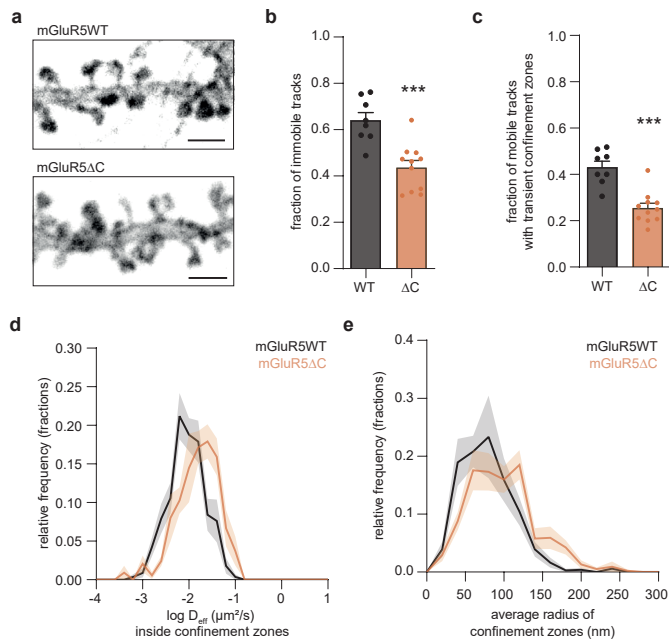 a
mGluR5WT
mGluR5ΔC
b
fraction of immobile tracks
1.0
0.8
0.6
0.4
0.2
0.0
***
WT
ΔC
c
fraction of mobile tracks
with transient confinement zones
1.0
0.8
0.6
0.4
0.2
0.0
***
WT
ΔC
d
mGluR5WT
mGluR5ΔC
relative frequency (fractions)
0.30
0.25
0.20
0.15
0.10
0.05
0.00
-4
-3
-2
-1
0
1
log Deff (µm²/s)
inside confinement zones
e
mGluR5WT
mGluR5ΔC
relative frequency (fractions)
0.4
0.3
0.2
0.1
0.0
0
50
100
150
200
250
300
average radius of
confinement zones (nm)